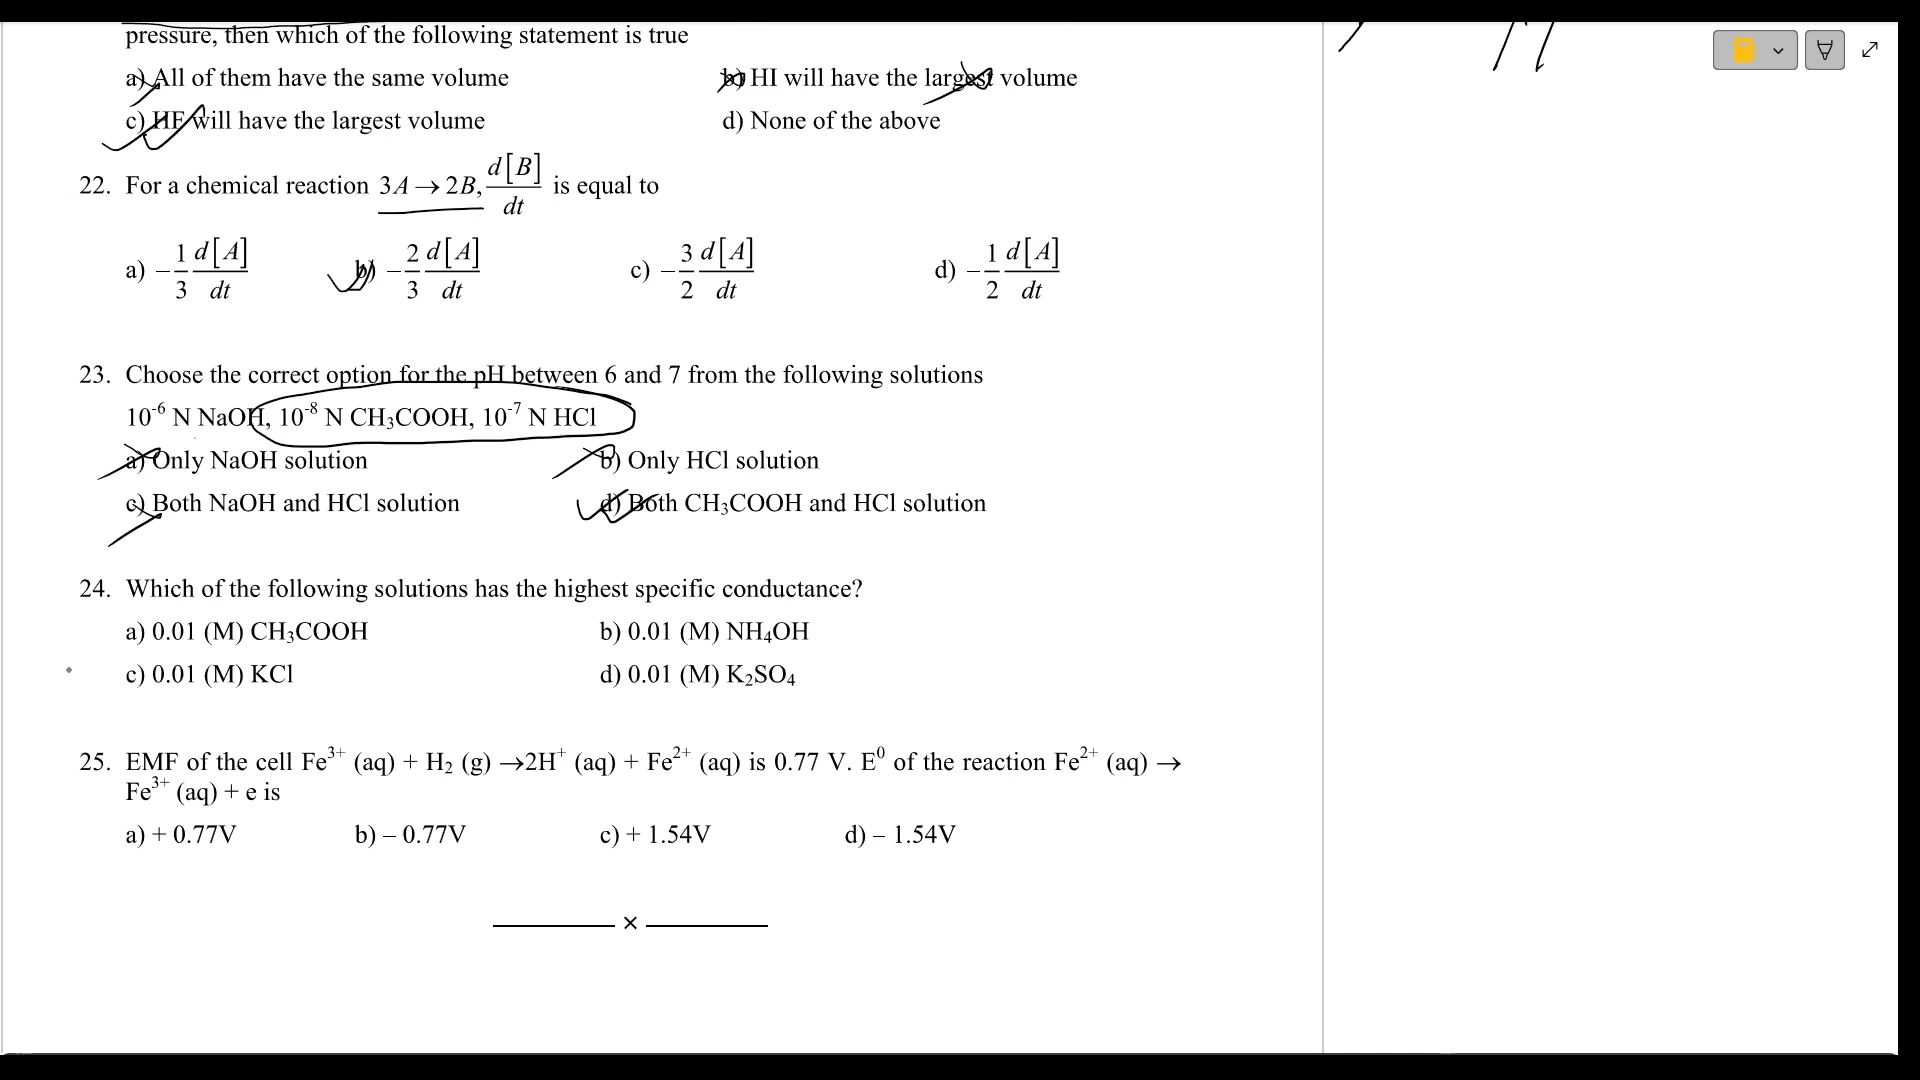 pressure, then which of the following statement is true
a) All of them have the same volume b) HI will have the largest volume
c) HF will have the largest volume d) None of the above
22. For a chemical reaction 3A → 2B, d[B]/dt is equal to
a) −1/3 d[A]/dt b) −2/3 d[A]/dt c) −3/2 d[A]/dt d) −1/2 d[A]/dt
23. Choose the correct option for the pH between 6 and 7 from the following solutions
10⁻⁶ N NaOH, 10⁻⁸ N CH₃COOH, 10⁻⁷ N HCl
a) Only NaOH solution b) Only HCl solution
c) Both NaOH and HCl solution d) Both CH₃COOH and HCl solution
24. Which of the following solutions has the highest specific conductance?
a) 0.01 (M) CH₃COOH b) 0.01 (M) NH₄OH
c) 0.01 (M) KCl d) 0.01 (M) K₂SO₄
25. EMF of the cell Fe³⁺ (aq) + H₂ (g) →2H⁺ (aq) + Fe²⁺ (aq) is 0.77 V. E⁰ of the reaction Fe²⁺ (aq) →
Fe³⁺ (aq) + e is
a) + 0.77V b) – 0.77V c) + 1.54V d) – 1.54V
×